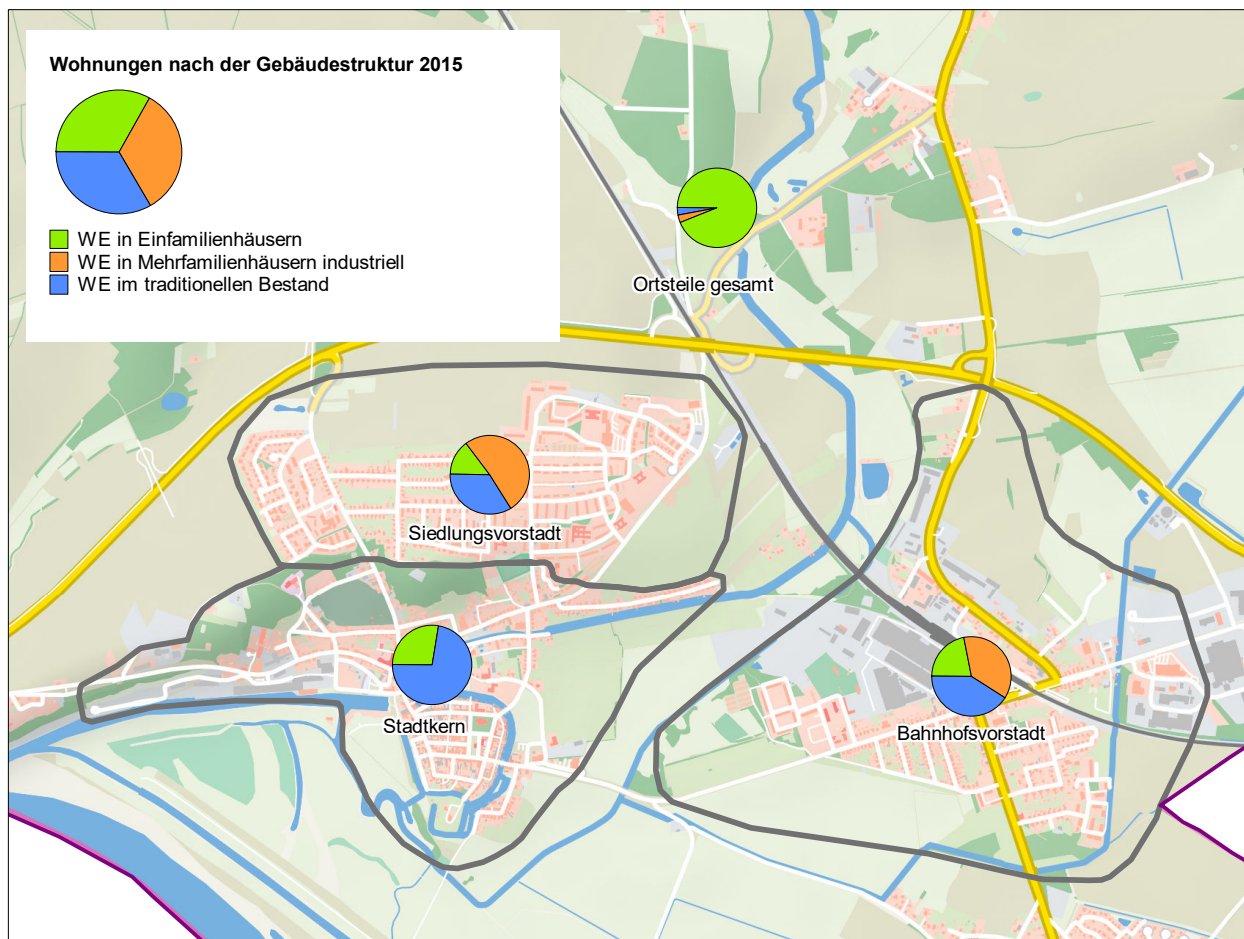 Wohnungen nach der Gebäudestruktur 2015
WE in Einfamilienhäusern
WE in Mehrfamilienhäusern industriell
WE im traditionellen Bestand
Ortsteile gesamt
Siedlungsvorstadt
Stadtkern
Bahnhofsvorstadt